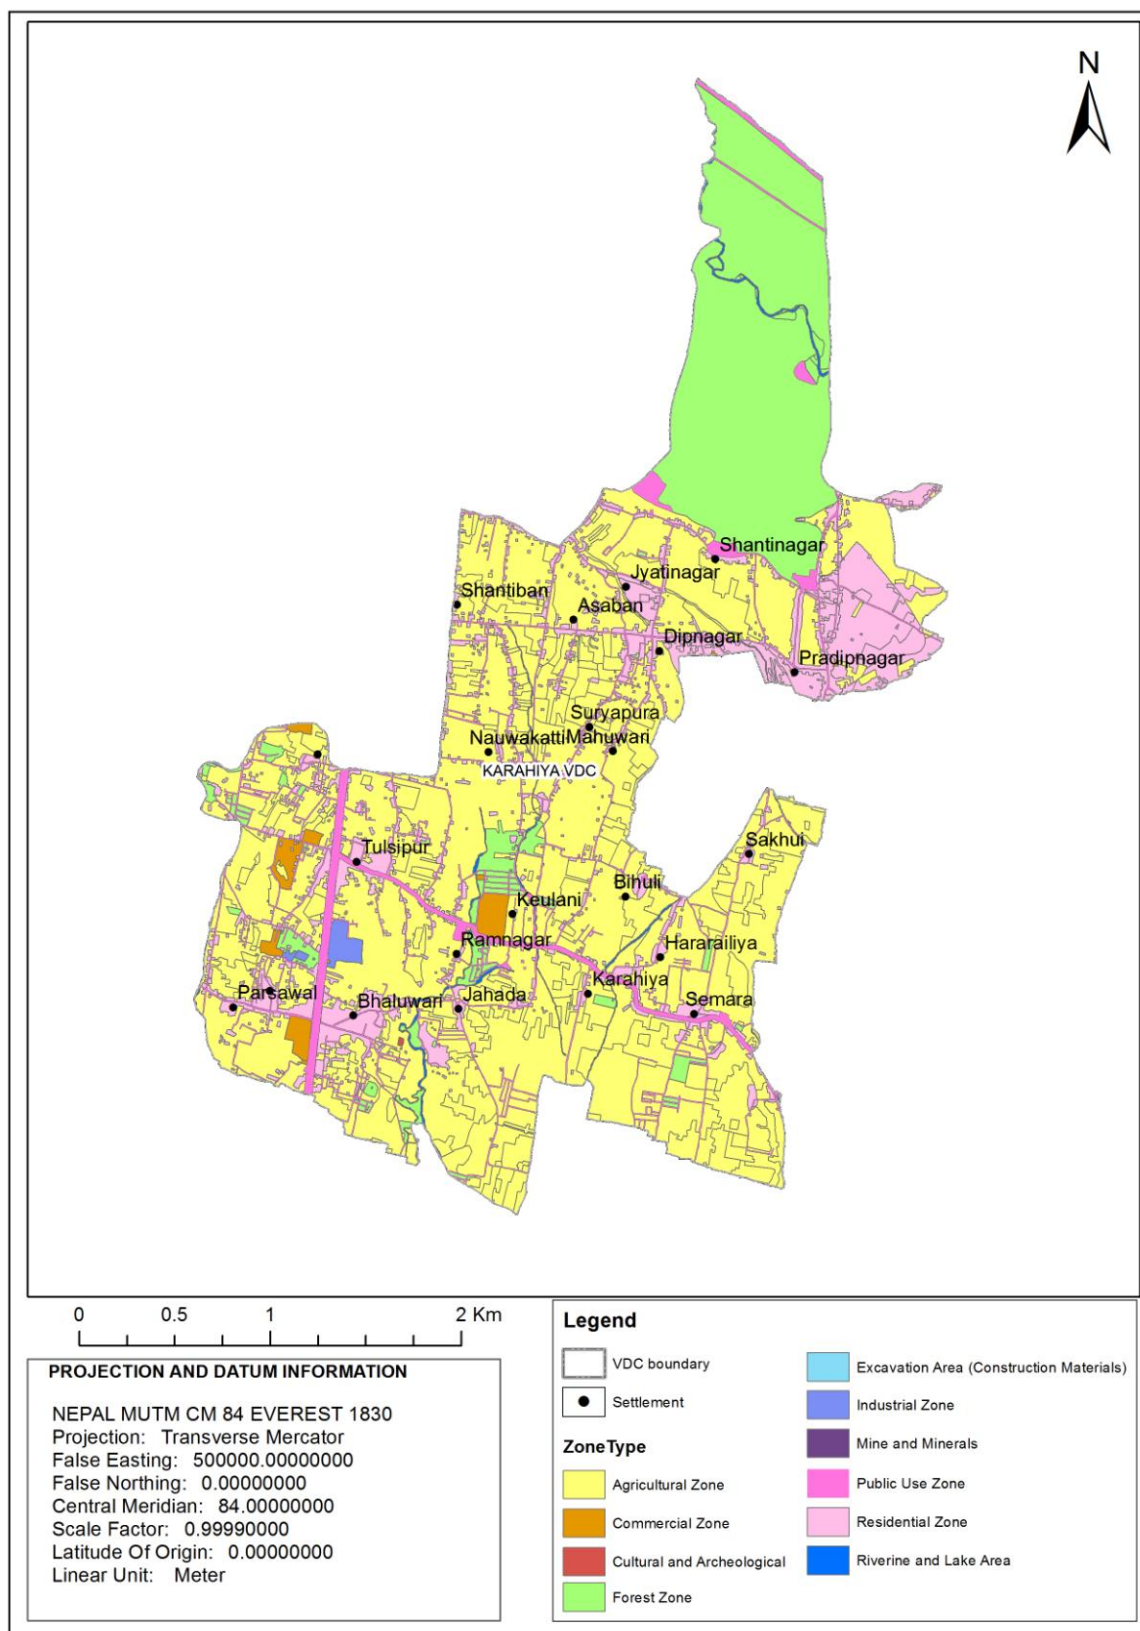 N
Shantinagar
Jyatinagar
Shantiban
Asaban
Dipnagar
Pradipnagar
Suryapura
Nauwakatti
Mahuwari
KARAHIYA VDC
Tulsipur
Sakhui
Bihuli
Keulani
Ramnagar
Hararailiya
Karahiya
Parsawal
Bhaluwari
Jahada
Semara
0 0.5 1 2 Km
PROJECTION AND DATUM INFORMATION
NEPAL MUTM CM 84 EVEREST 1830
Projection: Transverse Mercator
False Easting: 500000.00000000
False Northing: 0.00000000
Central Meridian: 84.00000000
Scale Factor: 0.99990000
Latitude Of Origin: 0.00000000
Linear Unit: Meter
Legend
VDC boundary
Settlement
ZoneType
Agricultural Zone
Commercial Zone
Cultural and Archeological
Forest Zone
Excavation Area (Construction Materials)
Industrial Zone
Mine and Minerals
Public Use Zone
Residential Zone
Riverine and Lake Area